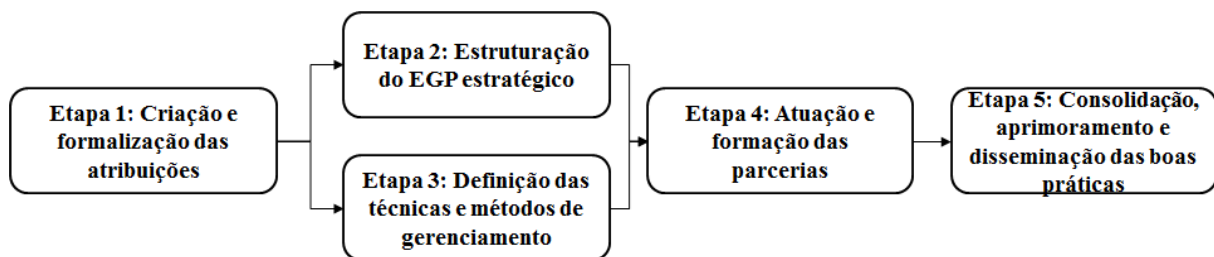 Etapa 1: Criação e
formalização das
atribuições
Etapa 2: Estruturação
do EGP estratégico
Etapa 3: Definição das
técnicas e métodos de
gerenciamento
Etapa 4: Atuação e
formação das
parcerias
Etapa 5: Consolidação,
aprimoramento e
disseminação das boas
práticas